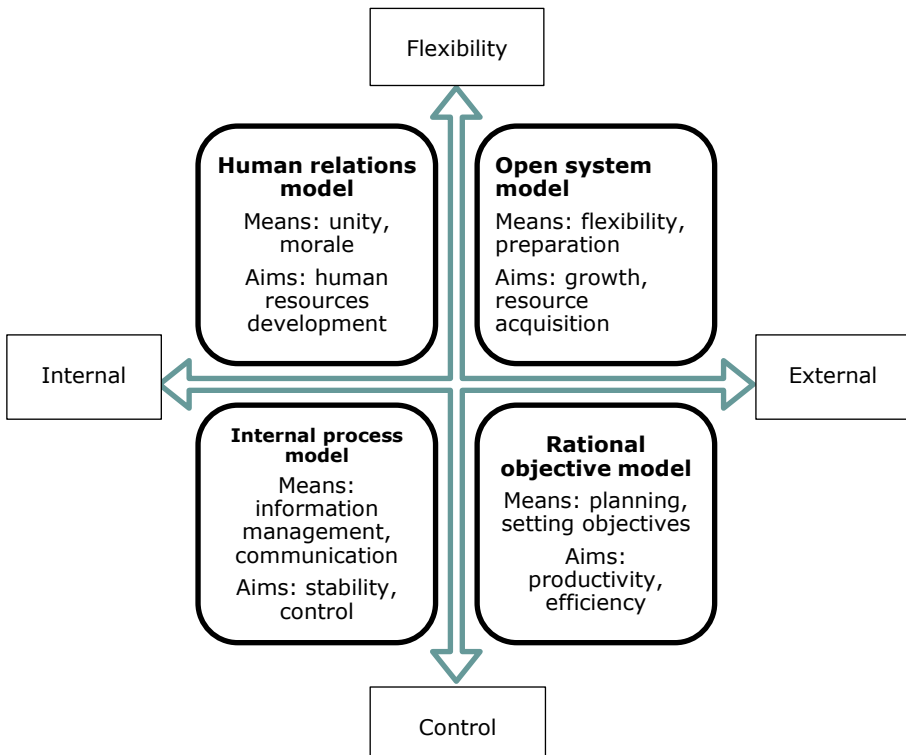 Flexibility
Human relations
model
Means: unity,
morale
Aims: human
resources
development
Open system
model
Means: flexibility,
preparation
Aims: growth,
resource
acquisition
Internal
External
Internal process
model
Means:
information
management,
communication
Aims: stability,
control
Rational
objective model
Means: planning,
setting objectives
Aims:
productivity,
efficiency
Control